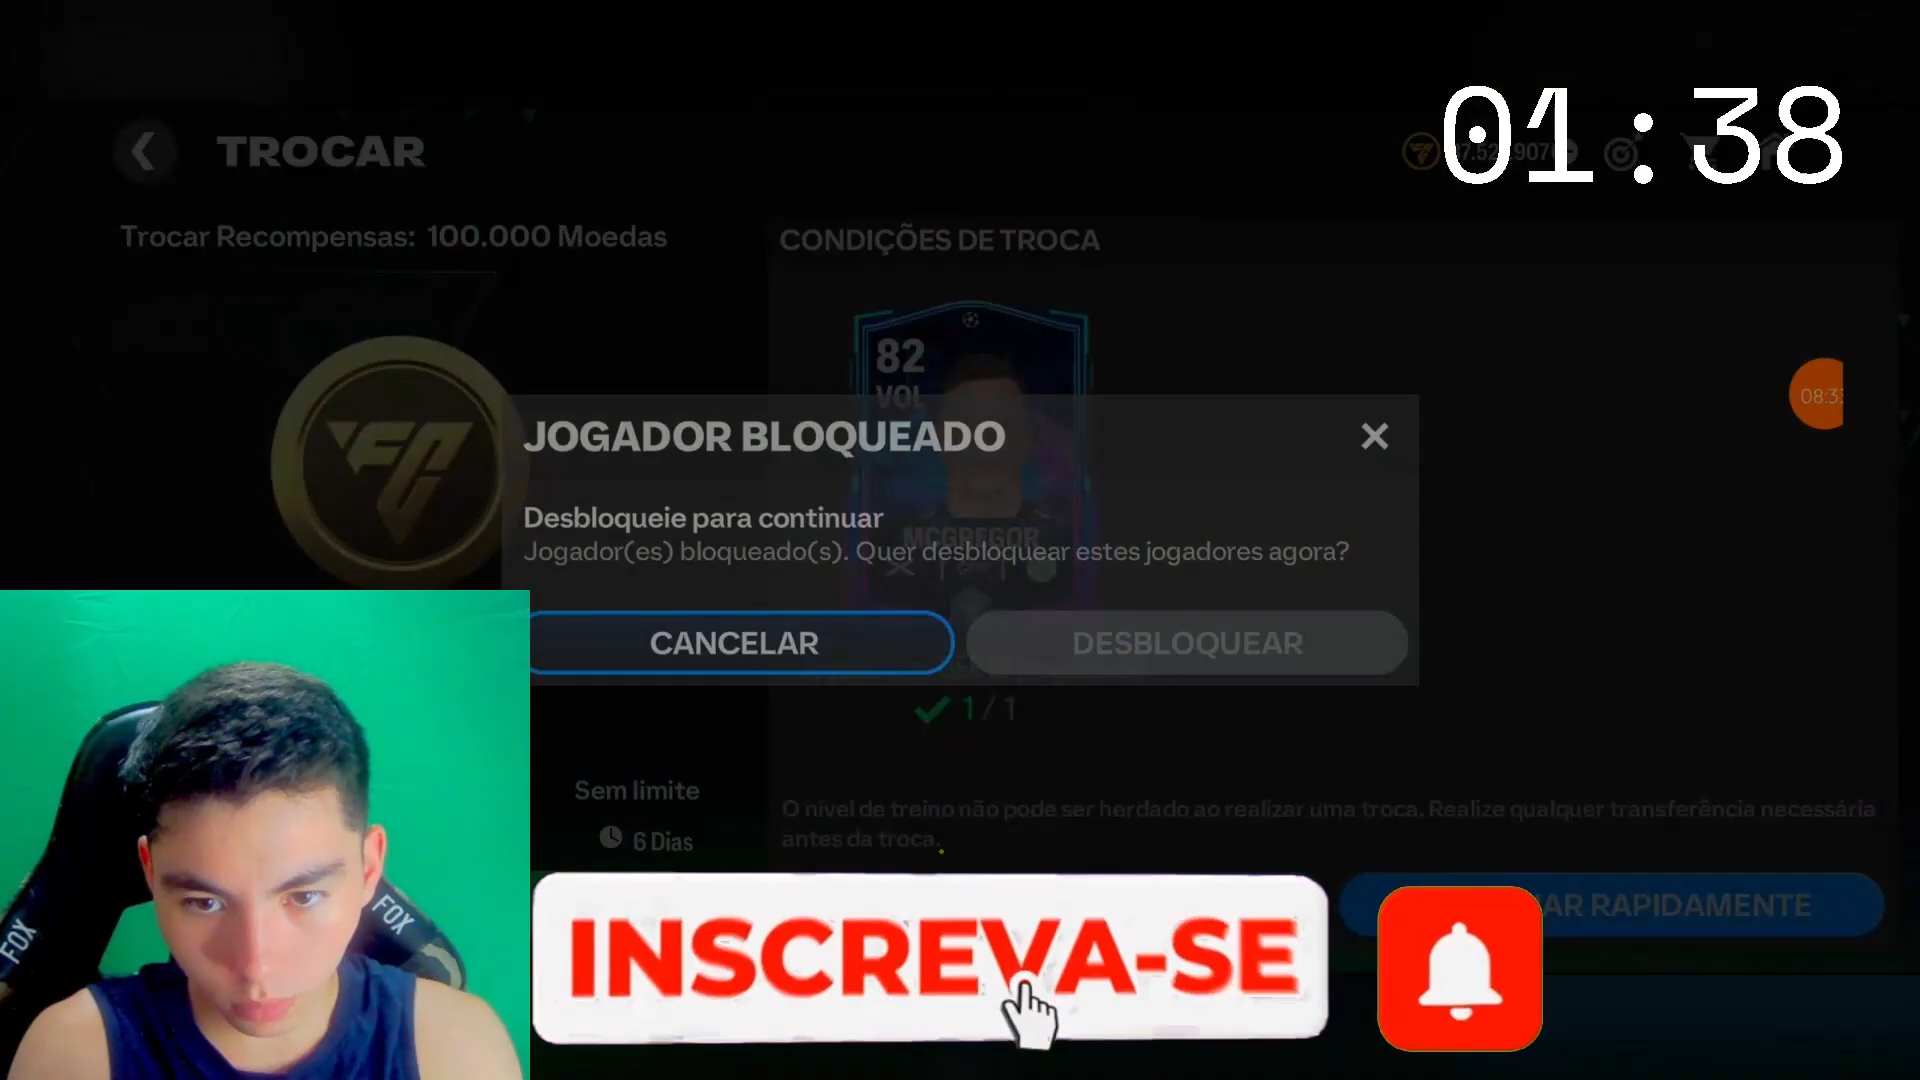 01:38
TROCAR
Trocar Recompensas: 100.000 Moedas
CONDIÇÕES DE TROCA
82
VOL
08:33
JOGADOR BLOQUEADO
Desbloqueie para continuar
MCGREGOR
Jogador(es) bloqueado(s). Quer desbloquear estes jogadores agora?
CANCELAR
DESBLOQUEAR
1/1
Sem limite
6 Dias
O nível de treino não pode ser herdado ao realizar uma troca. Realize qualquer transferência necessária
antes da troca.
AR RAPIDAMENTE
INSCREVA-SE
FOX
FOX